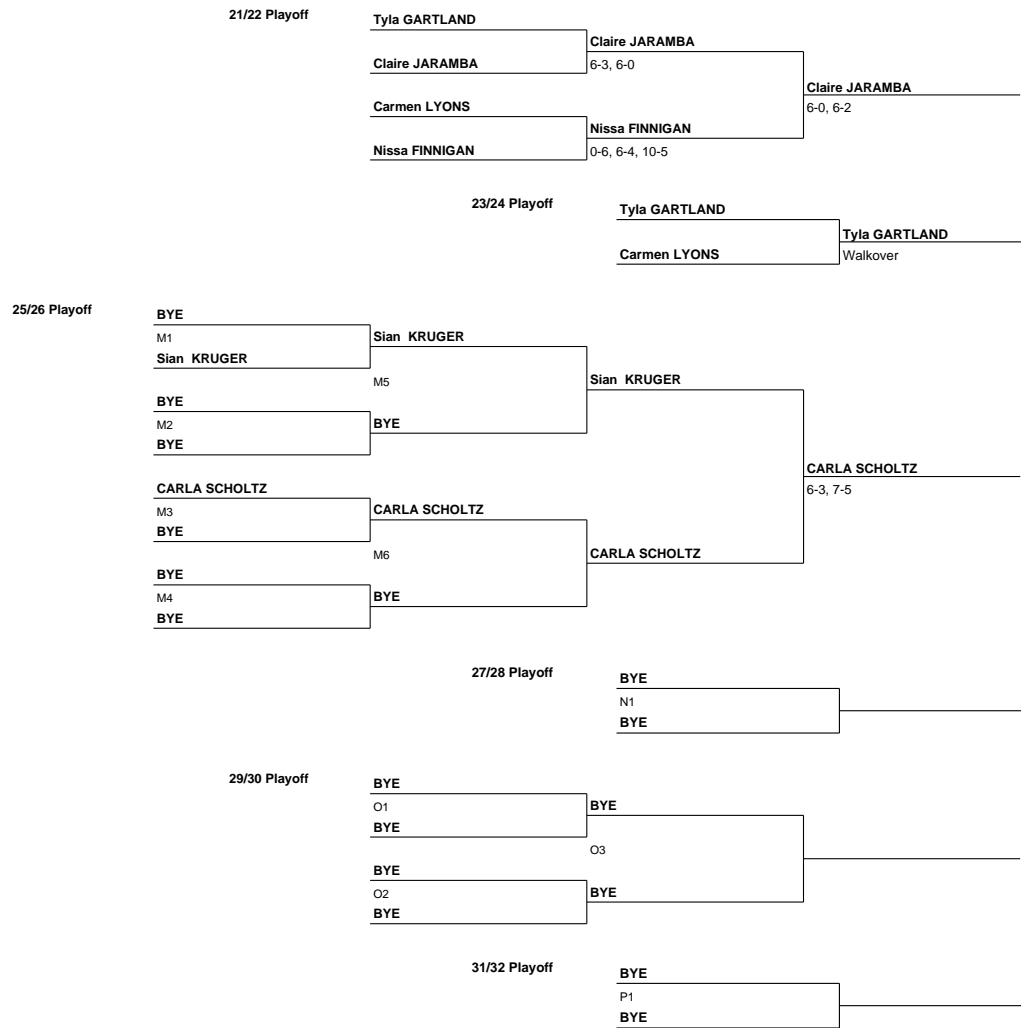 21/22 Playoff
Tyla GARTLAND
Claire JARAMBA
Claire JARAMBA
6-3, 6-0
Claire JARAMBA
6-0, 6-2
Carmen LYONS
Nissa FINNIGAN
Nissa FINNIGAN
0-6, 6-4, 10-5
23/24 Playoff
Tyla GARTLAND
Tyla GARTLAND
Carmen LYONS
Walkover
25/26 Playoff
BYE
M1
Sian KRUGER
Sian KRUGER
M5
Sian KRUGER
BYE
M2
BYE
BYE
CARLA SCHOLTZ
6-3, 7-5
CARLA SCHOLTZ
M3
CARLA SCHOLTZ
BYE
M6
CARLA SCHOLTZ
BYE
M4
BYE
BYE
27/28 Playoff
BYE
N1
BYE
29/30 Playoff
BYE
O1
BYE
BYE
O3
BYE
O2
BYE
BYE
31/32 Playoff
BYE
P1
BYE